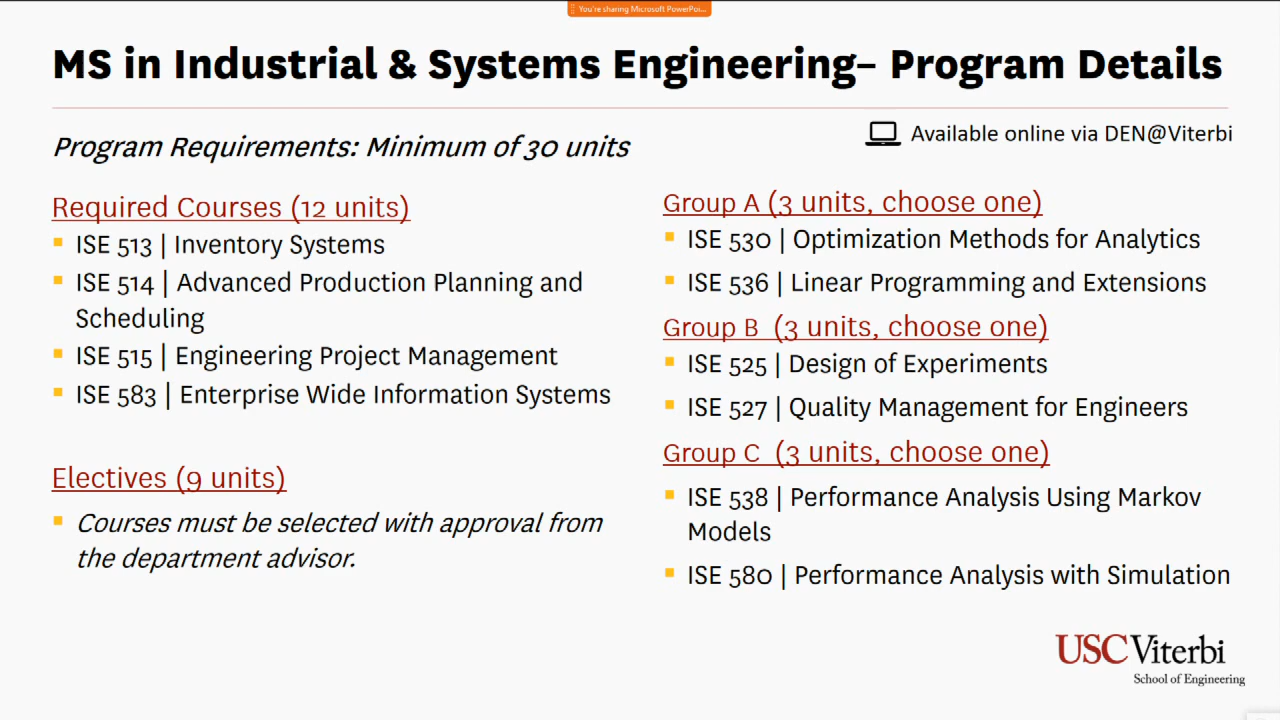 You're sharing Microsoft PowerPoi...
MS in Industrial & Systems Engineering– Program Details
Program Requirements: Minimum of 30 units
Available online via DEN@Viterbi
Required Courses (12 units)
ISE 513 | Inventory Systems
ISE 514 | Advanced Production Planning and
Scheduling
ISE 515 | Engineering Project Management
ISE 583 | Enterprise Wide Information Systems
Electives (9 units)
Courses must be selected with approval from
the department advisor.
Group A (3 units, choose one)
ISE 530 | Optimization Methods for Analytics
ISE 536 | Linear Programming and Extensions
Group B (3 units, choose one)
ISE 525 | Design of Experiments
ISE 527 | Quality Management for Engineers
Group C (3 units, choose one)
ISE 538 | Performance Analysis Using Markov
Models
ISE 580 | Performance Analysis with Simulation
USC Viterbi
School of Engineering